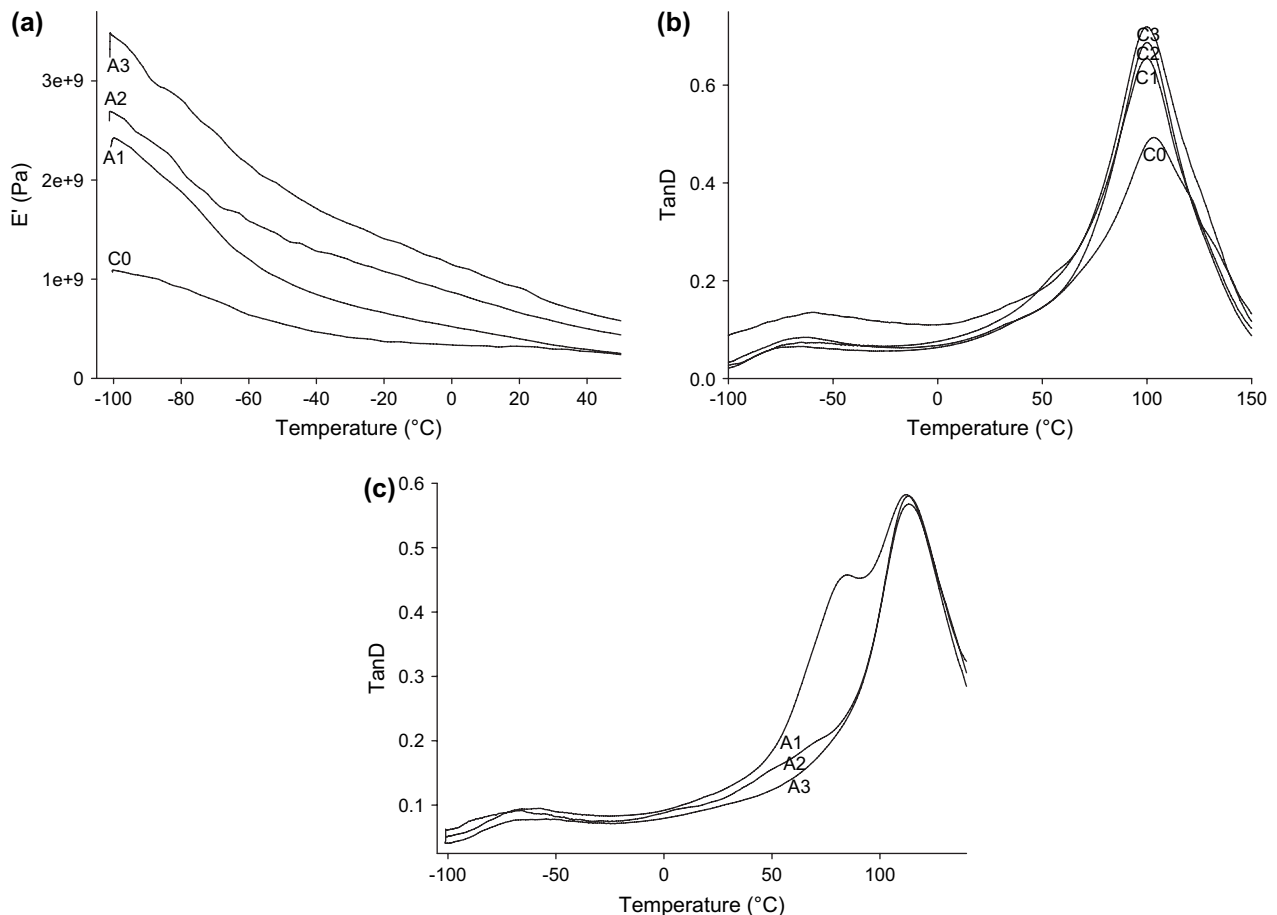 (a)
3e+9
2e+9
1e+9
0
E' (Pa)
A3
A2
A1
C0
-100 -80 -60 -40 -20 0 20 40
Temperature (°C)
(b)
0.6
0.4
0.2
0.0
TanD
C3
C2
C1
C0
-100 -50 0 50 100 150
Temperature (°C)
(c)
0.6
0.5
0.4
0.3
0.2
0.1
TanD
A1
A2
A3
-100 -50 0 50 100
Temperature (°C)